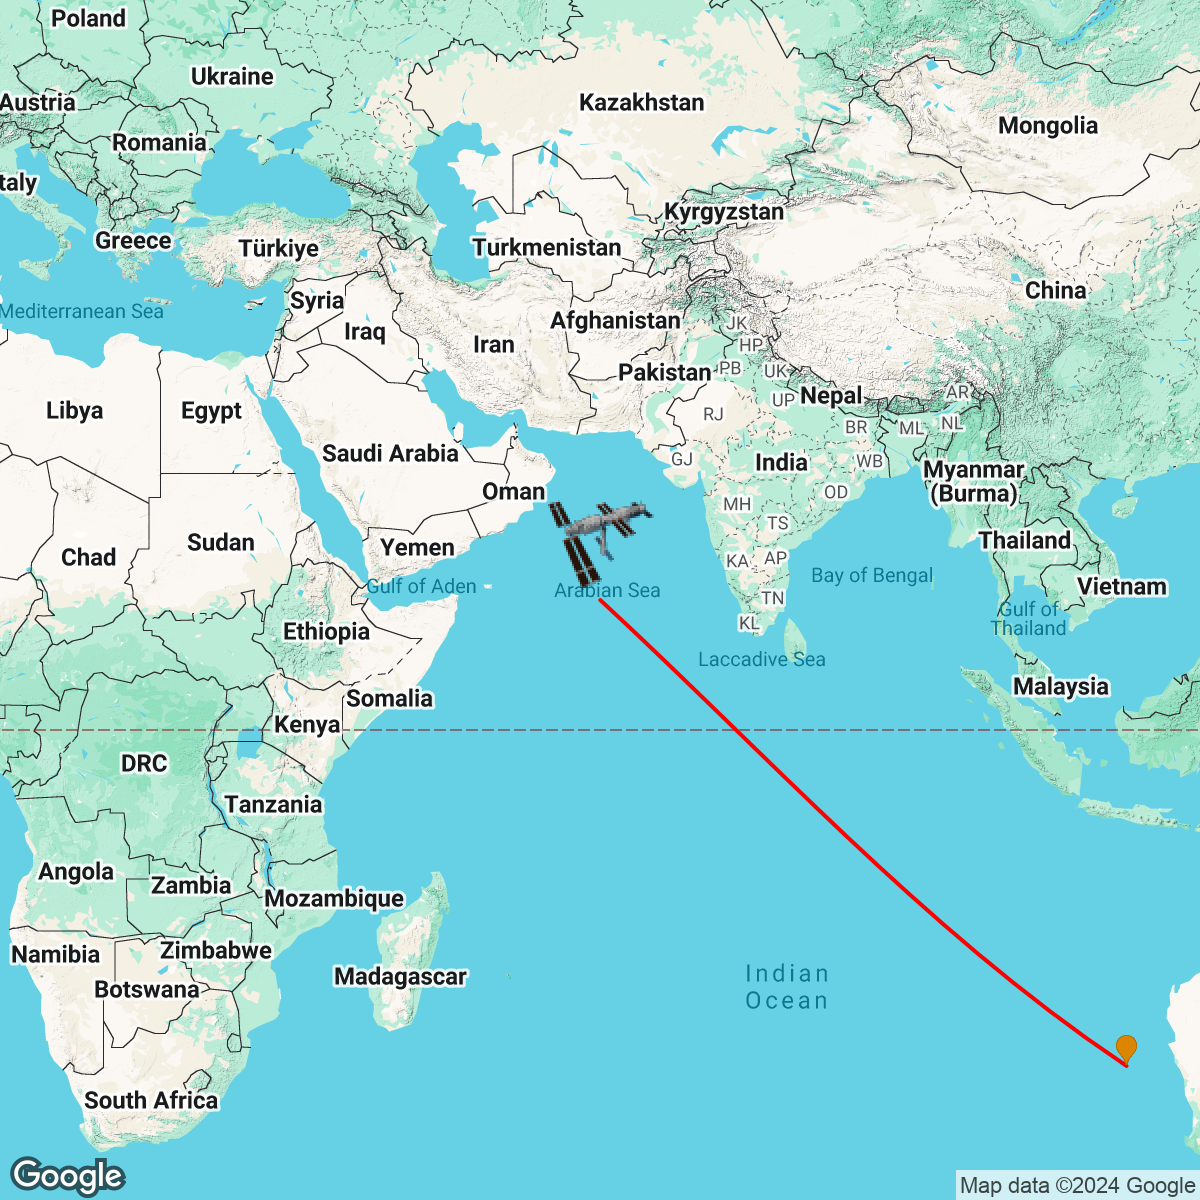 Poland
Ukraine
Austria
Kazakhstan
Mongolia
Romania
taly
Kyrgyzstan
Greece
Türkiye
Turkmenistan
China
Syria
Mediterranean Sea
Afghanistan
JK
Iraq
Iran
HP
Pakistan
PB
UK
Nepal
AR
UP
Libya
Egypt
RJ
BR
ML
NL
Saudi Arabia
GJ
India
WB
Myanmar
(Burma)
Oman
OD
MH
TS
Sudan
Thailand
Yemen
Chad
KA
AP
Gulf of Aden
Arabian Sea
Bay of Bengal
Vietnam
TN
Gulf of
Thailand
KL
Ethiopia
Laccadive Sea
Malaysia
Somalia
Kenya
DRC
Tanzania
Angola
Zambia
Mozambique
Namibia
Zimbabwe
Madagascar
Indian
Ocean
Botswana
South Africa
Google
Map data ©2024 Google